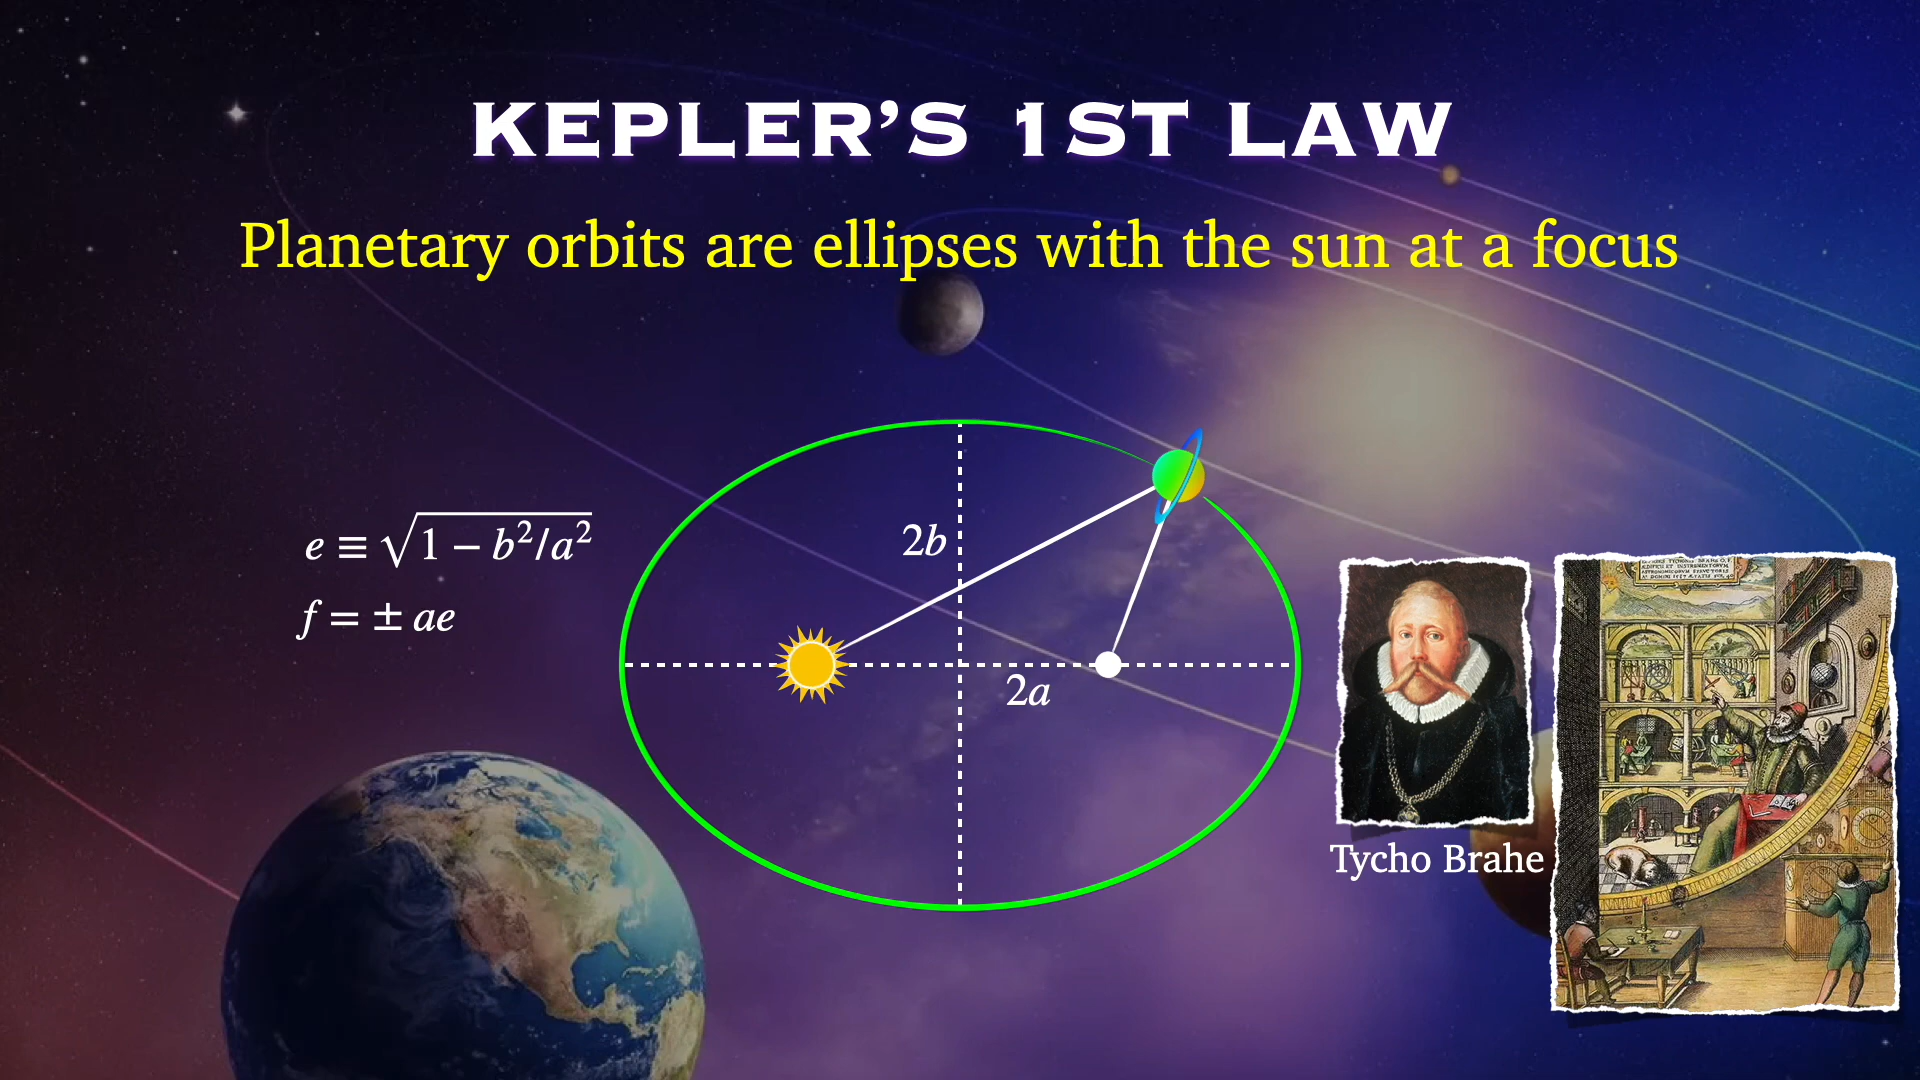 KEPLER’S 1ST LAW
Planetary orbits are ellipses with the sun at a focus
e ≡ √1 − b²/a²
f = ± ae
2b
2a
Tycho Brahe